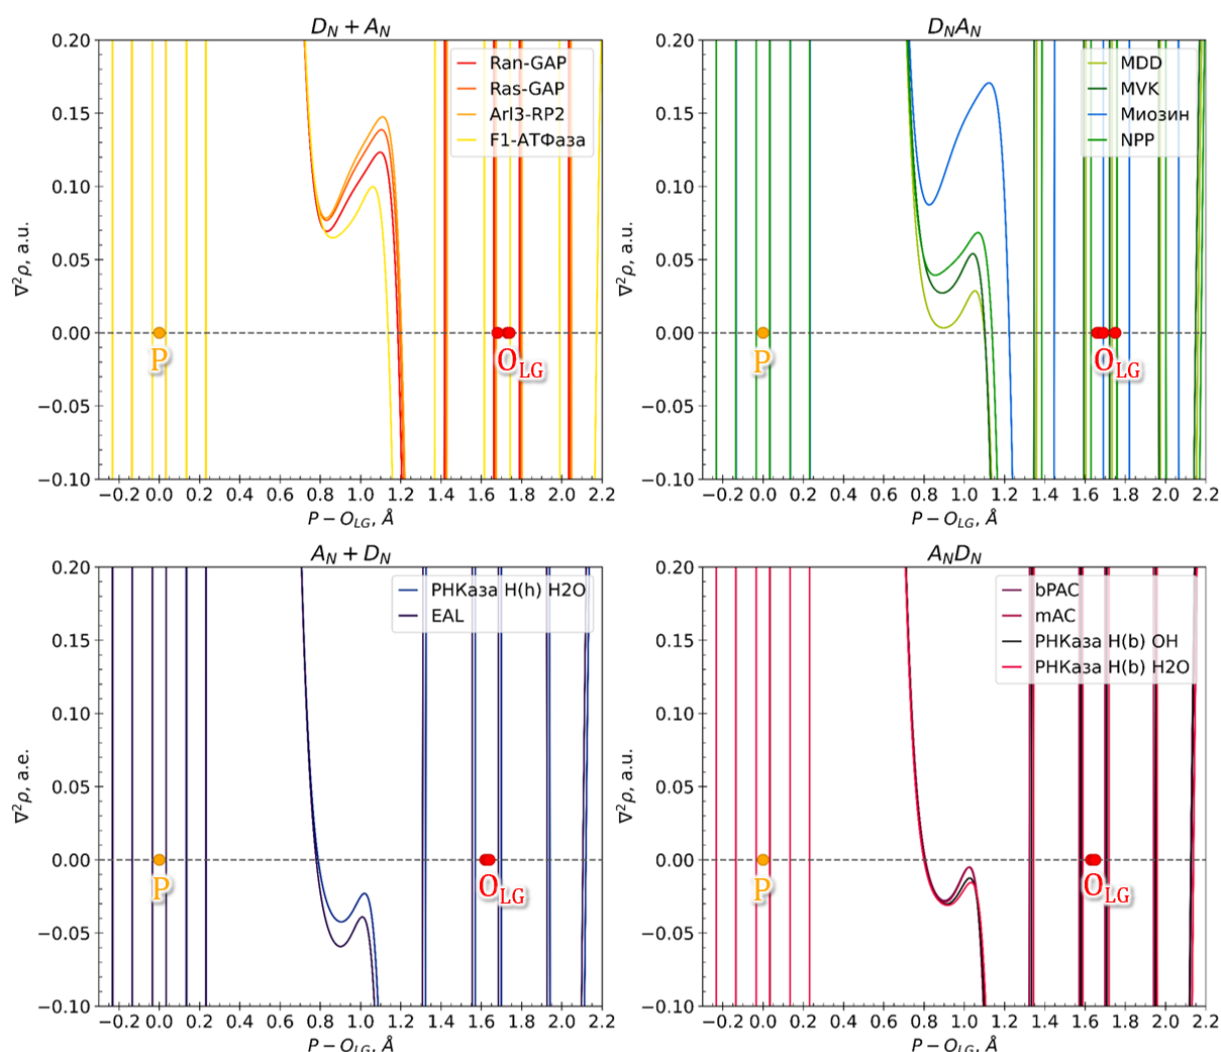 D_N + A_N
0.20
0.15
0.10
0.05
0.00
−0.05
−0.10
∇²ρ, a.u.
Ran-GAP
Ras-GAP
Arl3-RP2
F1-АТФаза
P
O_LG
−0.2 0.0 0.2 0.4 0.6 0.8 1.0 1.2 1.4 1.6 1.8 2.0 2.2
P − O_LG, Å
D_N A_N
0.20
0.15
0.10
0.05
0.00
−0.05
−0.10
∇²ρ, a.u.
MDD
MVK
Миозин
NPP
P
O_LG
−0.2 0.0 0.2 0.4 0.6 0.8 1.0 1.2 1.4 1.6 1.8 2.0 2.2
P − O_LG, Å
A_N + D_N
0.20
0.15
0.10
0.05
0.00
−0.05
−0.10
∇²ρ, a.e.
РНКаза H(h) H2O
EAL
P
O_LG
−0.2 0.0 0.2 0.4 0.6 0.8 1.0 1.2 1.4 1.6 1.8 2.0 2.2
P − O_LG, Å
A_N D_N
0.20
0.15
0.10
0.05
0.00
−0.05
−0.10
∇²ρ, a.u.
bPAC
mAC
РНКаза H(b) OH
РНКаза H(b) H2O
P
O_LG
−0.2 0.0 0.2 0.4 0.6 0.8 1.0 1.2 1.4 1.6 1.8 2.0 2.2
P − O_LG, Å